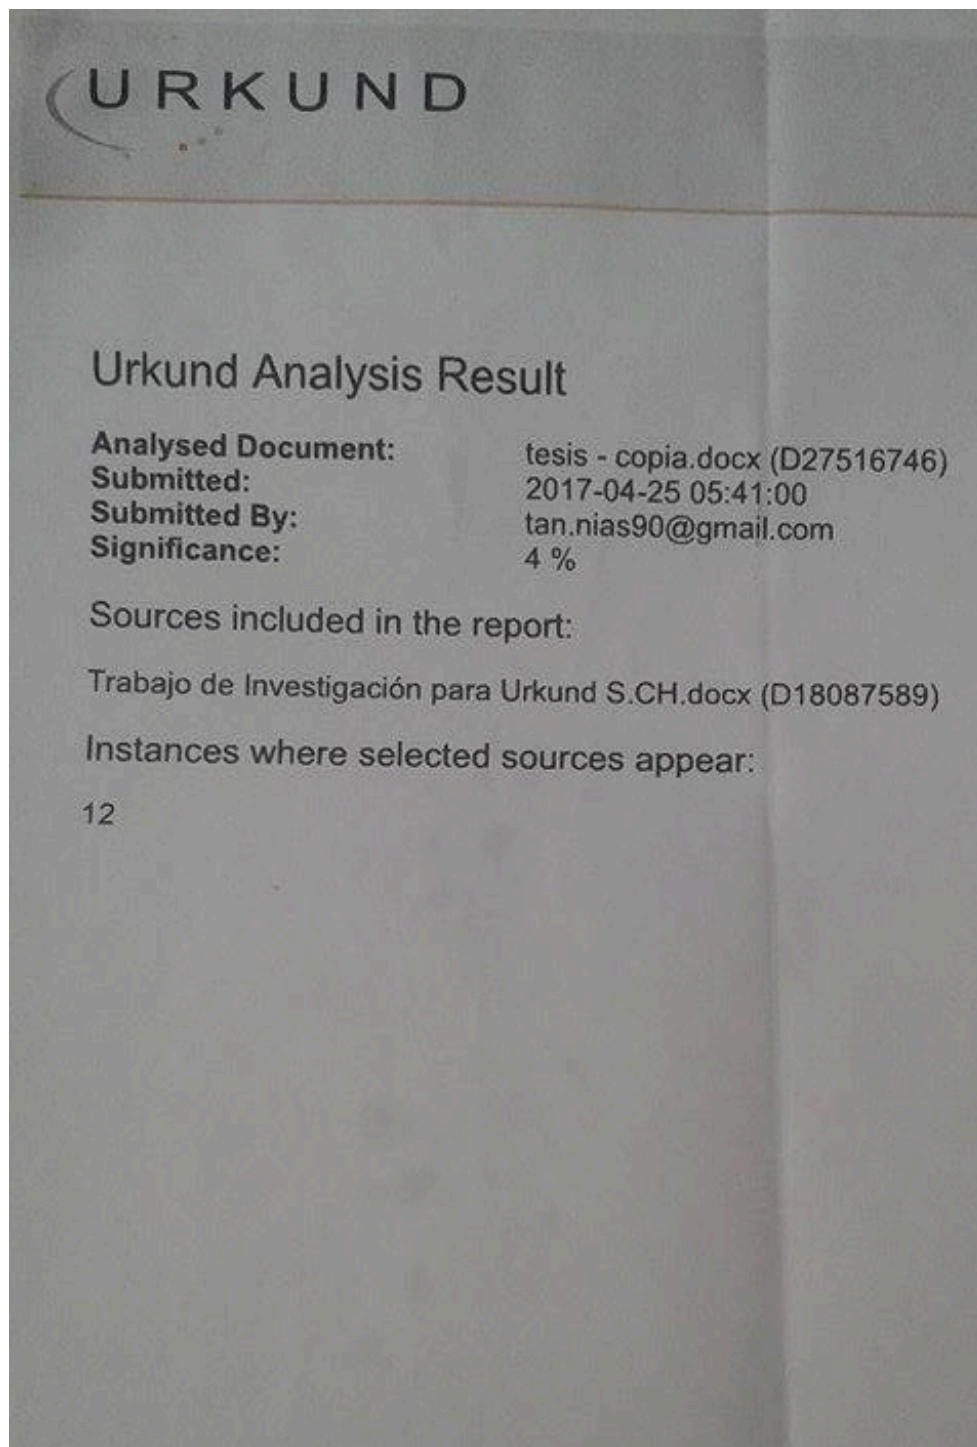 URKUND
Urkund Analysis Result
Analysed Document: tesis - copia.docx (D27516746)
Submitted: 2017-04-25 05:41:00
Submitted By: tan.nias90@gmail.com
Significance: 4 %
Sources included in the report:
Trabajo de Investigación para Urkund S.CH.docx (D18087589)
Instances where selected sources appear:
12